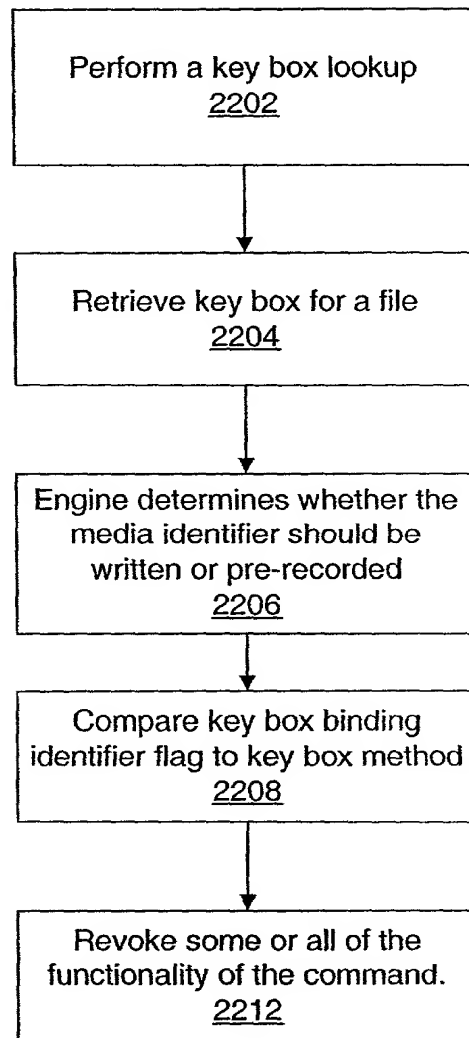 Perform a key box lookup
2202
Retrieve key box for a file
2204
Engine determines whether the
media identifier should be
written or pre-recorded
2206
Compare key box binding
identifier flag to key box method
2208
Revoke some or all of the
functionality of the command.
2212